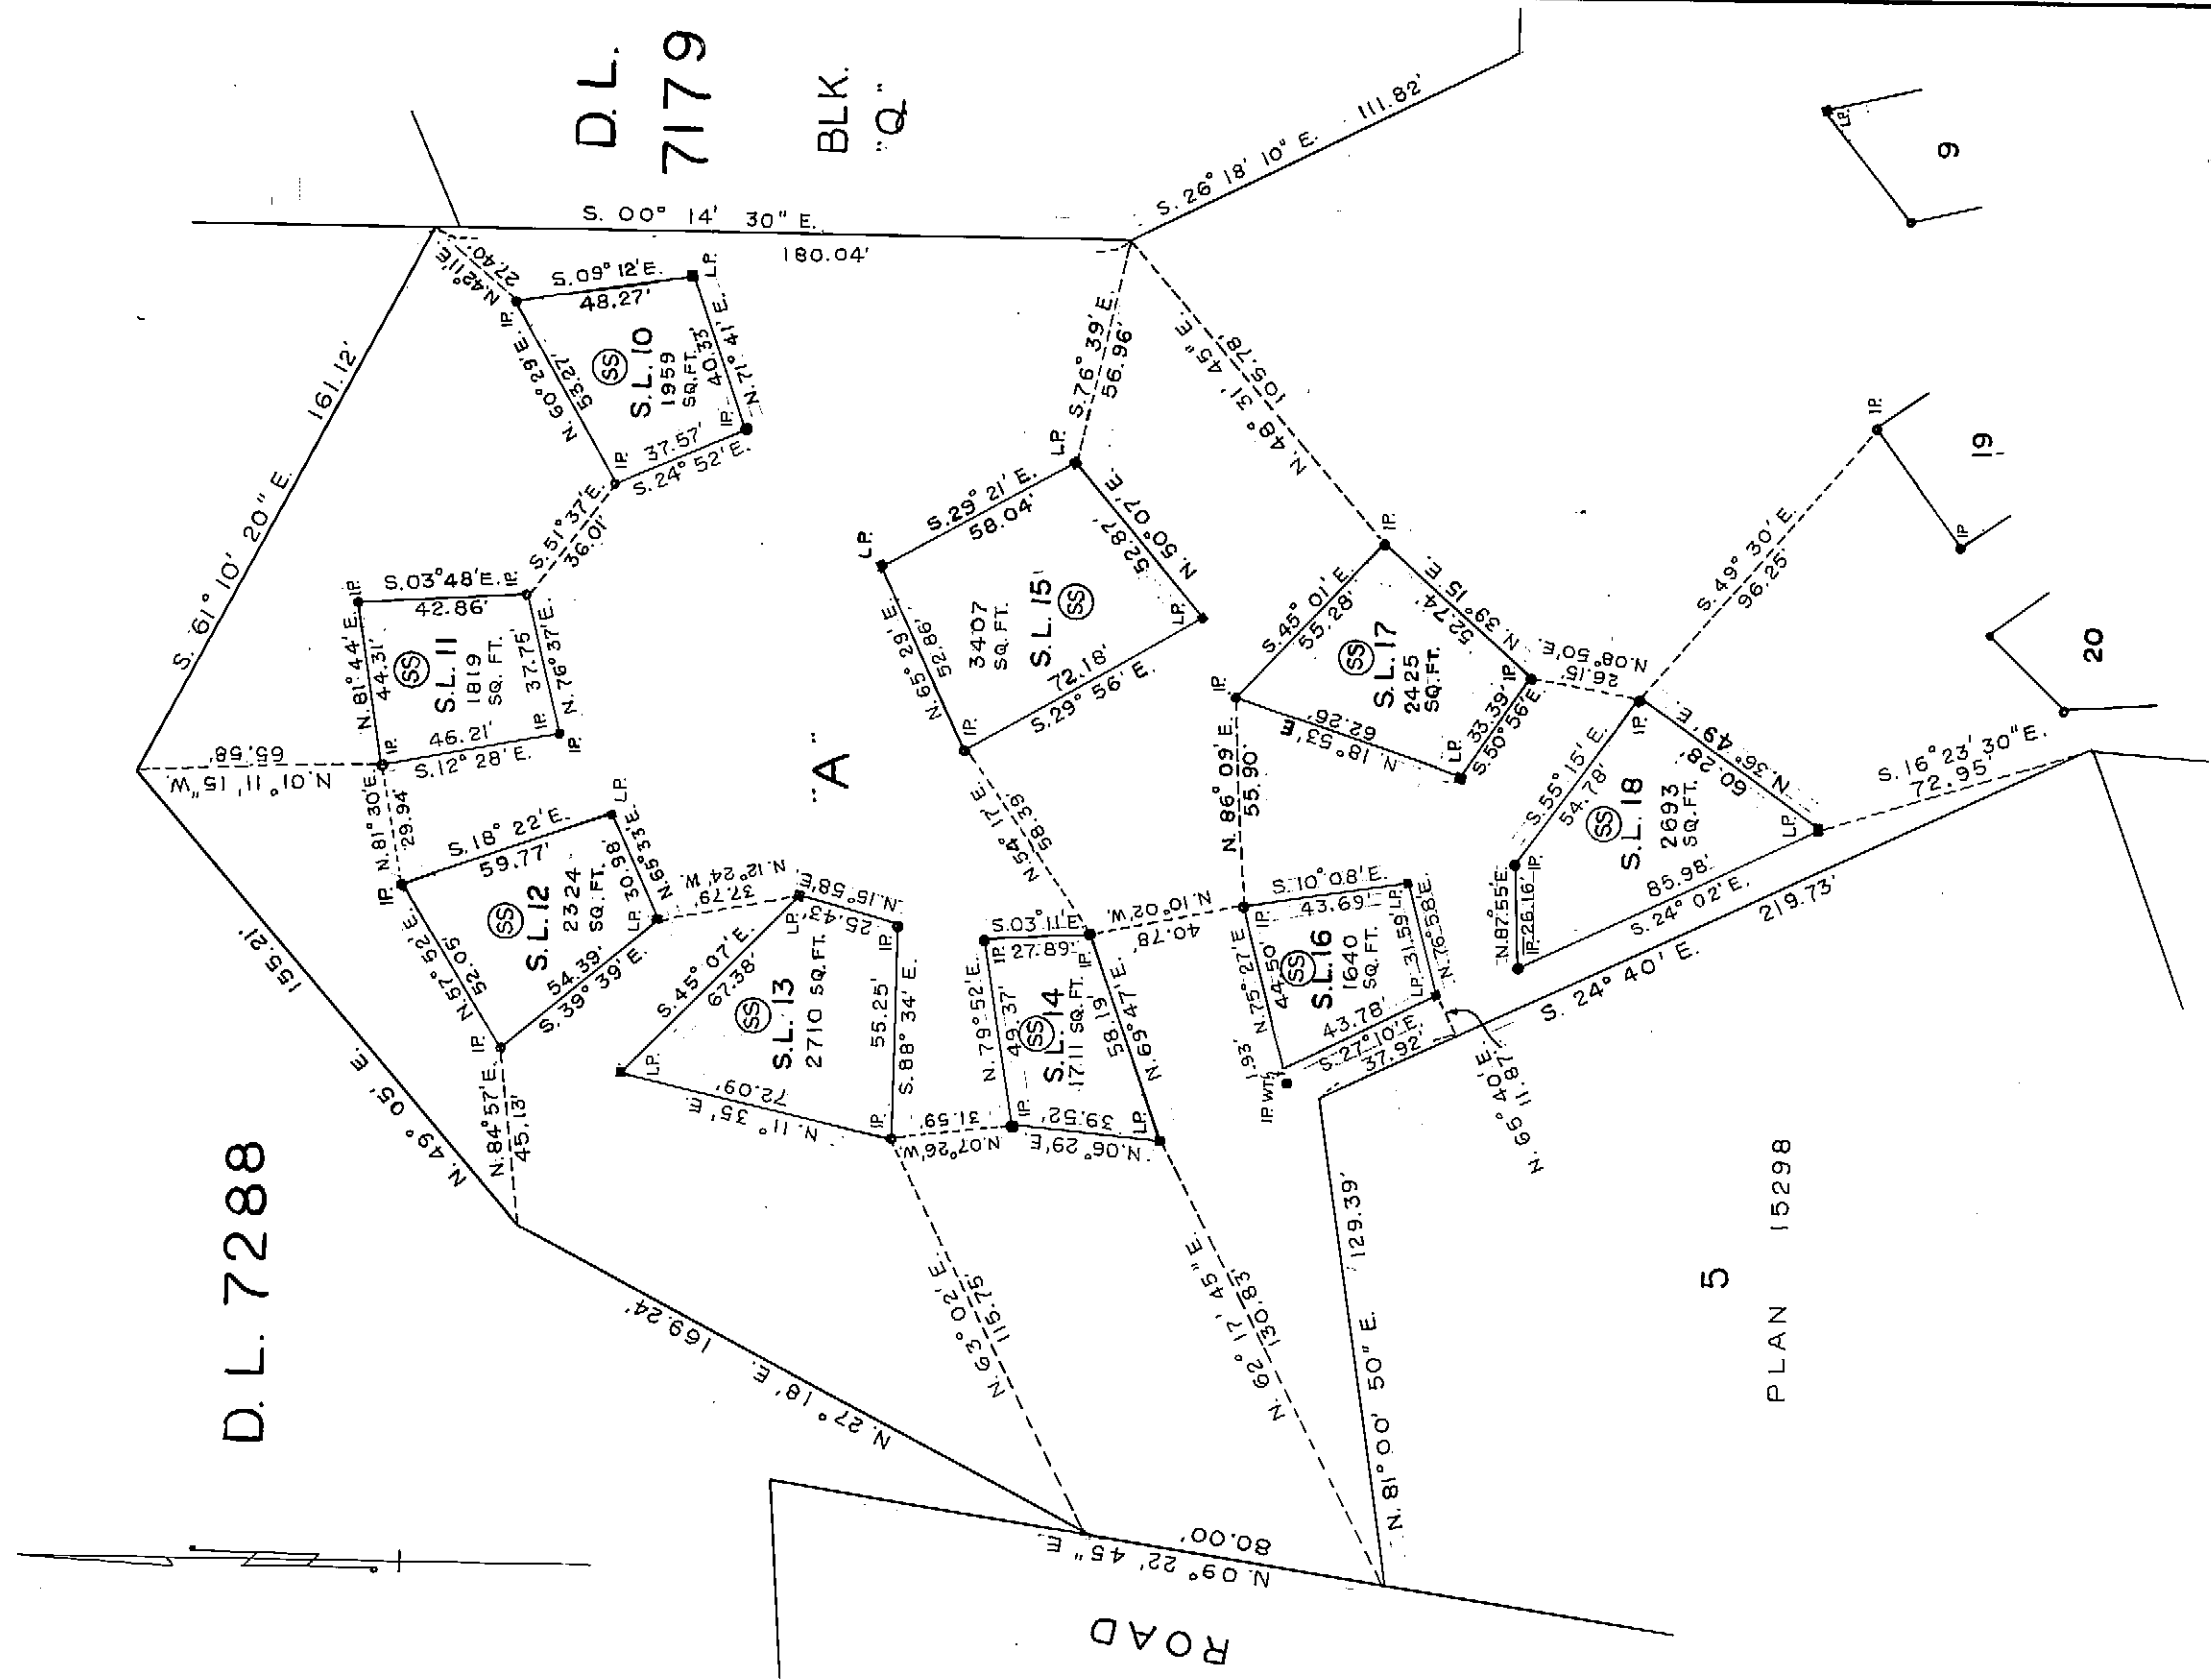 D.L.
7179
BLK.
"Q"
S. 00° 14' 30" E.
180.04'
S. 26° 18' 10" E. 111.82'
S. 61° 10' 20" E. 161.12'
N. 42° 11' E.
27.40'
S. 09° 12' E.
48.27'
L.P.
I.P.
N. 60° 29' E.
53.27'
SS
S.L. 10
1959
SQ. FT.
40.33'
N. 71° 41' E.
I.P.
I.P.
37.57'
S. 24° 52' E.
S. 51° 37' E.
36.01'
I.P.
S. 03° 48' E.
I.P.
42.86'
N. 81° 44' E.
44.31'
SS
S.L. 11
1819
SQ. FT.
37.75'
N. 76° 37' E.
I.P.
46.21'
I.P.
S. 12° 28' E.
65.58'
N. 01° 11' 15" W.
N. 81° 30' E.
29.94'
I.P.
S. 18° 22' E.
59.77'
L.P.
N. 57° 52' E.
52.05'
SS
S.L. 12
2324
SQ. FT.
30.98'
N. 65° 33' E.
L.P.
54.39'
S. 39° 39' E.
I.P.
N. 84° 57' E.
45.13'
N. 49° 05' E.
155.21'
N. 27° 18' E.
169.24'
D.L. 7288
N. 12° 24' W.
37.79'
L.P.
N. 15° 58' E.
25.43'
I.P.
S. 45° 07' E.
67.38'
SS
S.L. 13
2710 SQ. FT.
55.25'
S. 88° 34' E.
L.P.
72.09'
N. 11° 35' E.
I.P.
31.59'
N. 07° 26' W.
"A"
L.P.
S. 29° 21' E.
58.04'
L.P.
S. 76° 39' E.
56.96'
N. 65° 29' E.
52.86'
3407
SQ. FT.
S.L. 15
SS
52.87'
N. 50° 07' E.
L.P.
72.18'
S. 29° 56' E.
I.P.
N. 54° 17' E.
58.39'
S. 03° 11' E.
27.89'
I.P.
I.P.
N. 79° 52' E.
49.37'
SS
S.L. 14
1711 SQ. FT.
58.19'
N. 69° 47' E.
I.P.
39.52'
N. 06° 29' E.
L.P.
N. 10° 02' W.
40.78'
N. 63° 02' E.
115.75'
N. 62° 17' 45" E.
130.83'
N. 48° 31' 45" E.
105.78'
I.P.
S. 45° 01' E.
55.28'
N. 39° 15' E.
52.74'
SS
S.L. 17
2425
SQ. FT.
I.P.
62.26'
N. 18° 53' E
L.P.
33.39'
S. 50° 56' E.
I.P.
N. 86° 09' E.
55.90'
N. 08° 50' E.
26.15'
S. 10° 08' E.
43.69'
I.P.
L.P.
N. 75° 27' E
44.50'
SS
S.L. 16
1640
SQ. FT.
31.59
N. 76° 58' E.
L.P.
43.78'
S. 27° 10' E.
37.92'
1.93'
I.P. WT.
N. 65° 40' E.
11.87'
S. 55° 15' E.
54.78'
I.P.
N. 36° 49' E.
60.28'
SS
S.L. 18
2693
SQ. FT.
L.P.
I.P.
N. 87° 55' E.
26.16
I.P.
85.98'
S. 24° 02' E.
S. 24° 40' E.
219.73'
S. 16° 23' 30" E.
72.95'
S. 49° 30' E.
96.25'
I.P.
I.P.
19
L.P.
9
20
N. 81° 00' 50" E. 129.39'
5
PLAN 15298
80.00'
N. 09° 22' 45" E.
ROAD